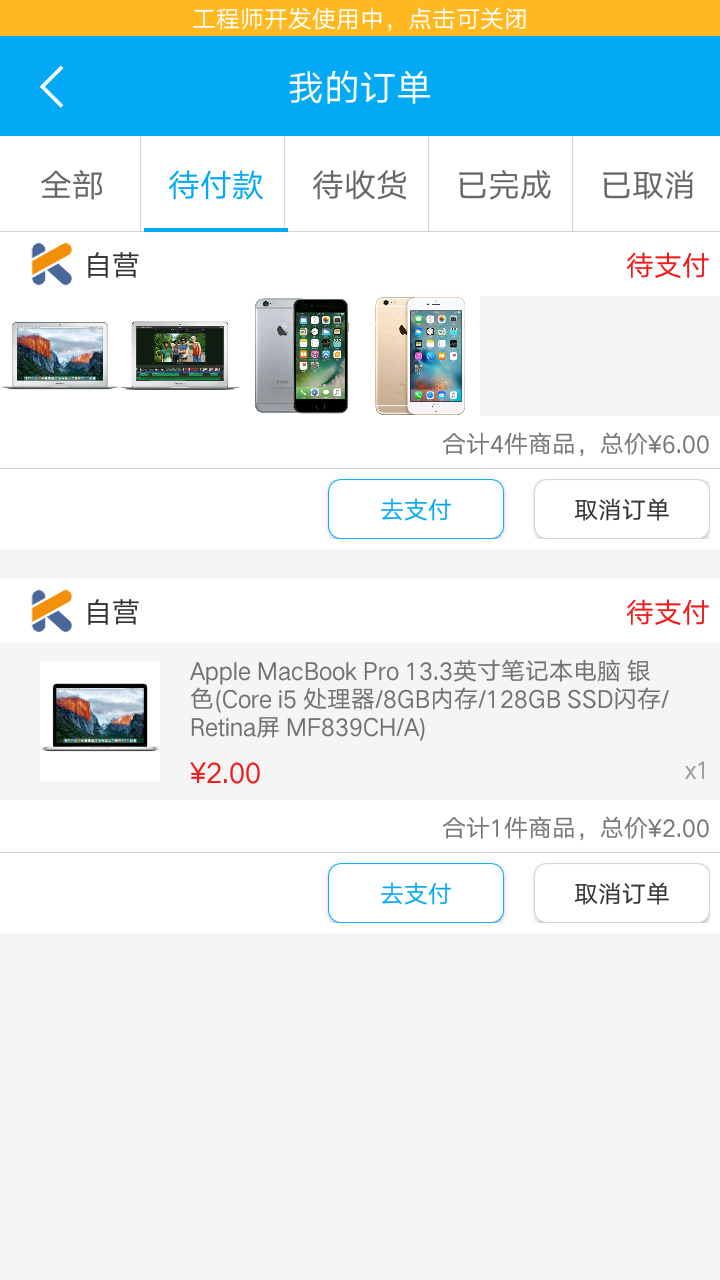 工程师开发使用中，点击可关闭
我的订单
全部 待付款 待收货 已完成 已取消
自营 待支付
合计4件商品，总价¥6.00
去支付 取消订单
自营 待支付
Apple MacBook Pro 13.3英寸笔记本电脑 银
色(Core i5 处理器/8GB内存/128GB SSD闪存/
Retina屏 MF839CH/A)
¥2.00 x1
合计1件商品，总价¥2.00
去支付 取消订单